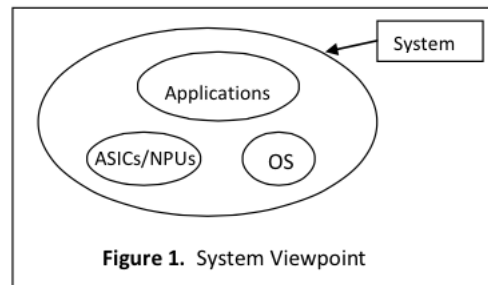 System
Applications
ASICs/NPUs
OS
Figure 1. System Viewpoint